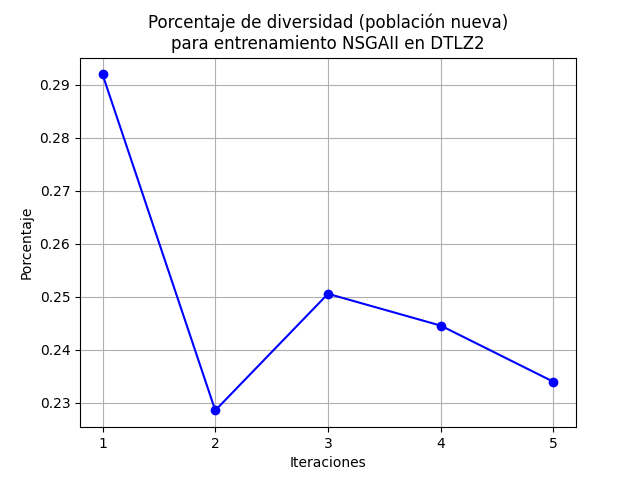 Porcentaje de diversidad (población nueva)
para entrenamiento NSGAII en DTLZ2
0.29
0.28
0.27
0.26
0.25
0.24
0.23
Porcentaje
1 2 3 4 5
Iteraciones